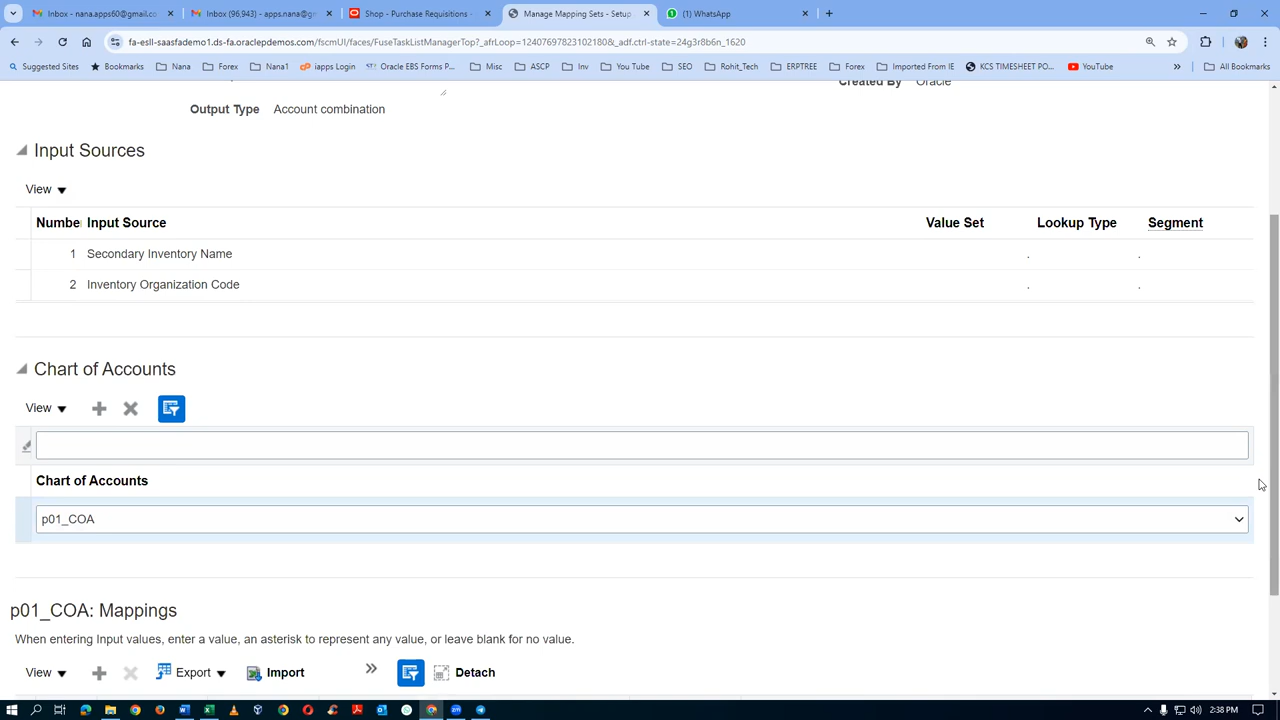 Inbox - nana.apps60@gmail.co
Inbox (96,943) - apps.nana@gr
Shop - Purchase Requisitions -
Manage Mapping Sets - Setup
(1) WhatsApp
fa-esll-saasfademo1.ds-fa.oraclepdemos.com/fscmUI/faces/FuseTaskListManagerTop?_afrLoop=1240769782310218​0&_adf.ctrl-state=24g3r8b6n_1620
Suggested Sites
Bookmarks
Nana
Forex
Nana1
iapps Login
Oracle EBS Forms P...
Misc
ASCP
Inv
You Tube
SEO
Rohit_Tech
ERPTREE
Forex
Imported From IE
KCS TIMESHEET PO...
YouTube
All Bookmarks
Created By Oracle
Output Type Account combination
Input Sources
View
Numbe Input Source Value Set Lookup Type Segment
1 Secondary Inventory Name . .
2 Inventory Organization Code . .
Chart of Accounts
View
Chart of Accounts
p01_COA
p01_COA: Mappings
When entering Input values, enter a value, an asterisk to represent any value, or leave blank for no value.
View Export Import Detach
2:38 PM